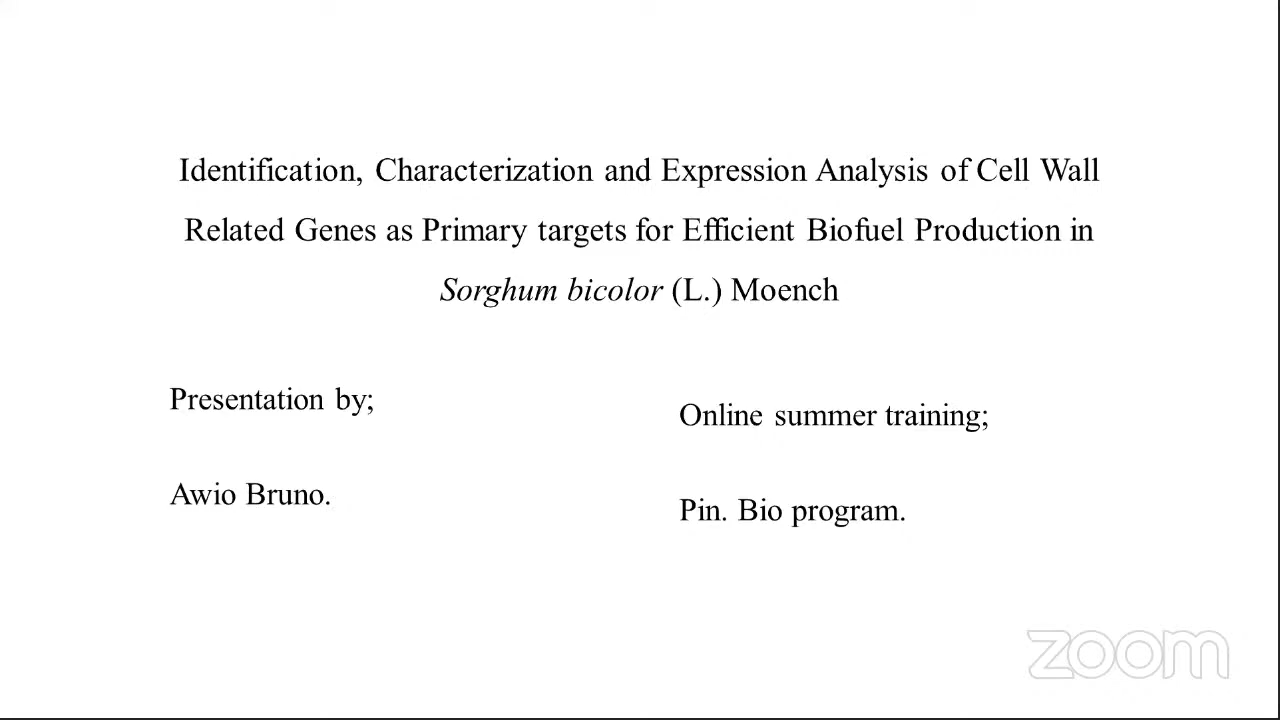 Identification, Characterization and Expression Analysis of Cell Wall
Related Genes as Primary targets for Efficient Biofuel Production in
Sorghum bicolor (L.) Moench
Presentation by;
Awio Bruno.
Online summer training;
Pin. Bio program.
zoom